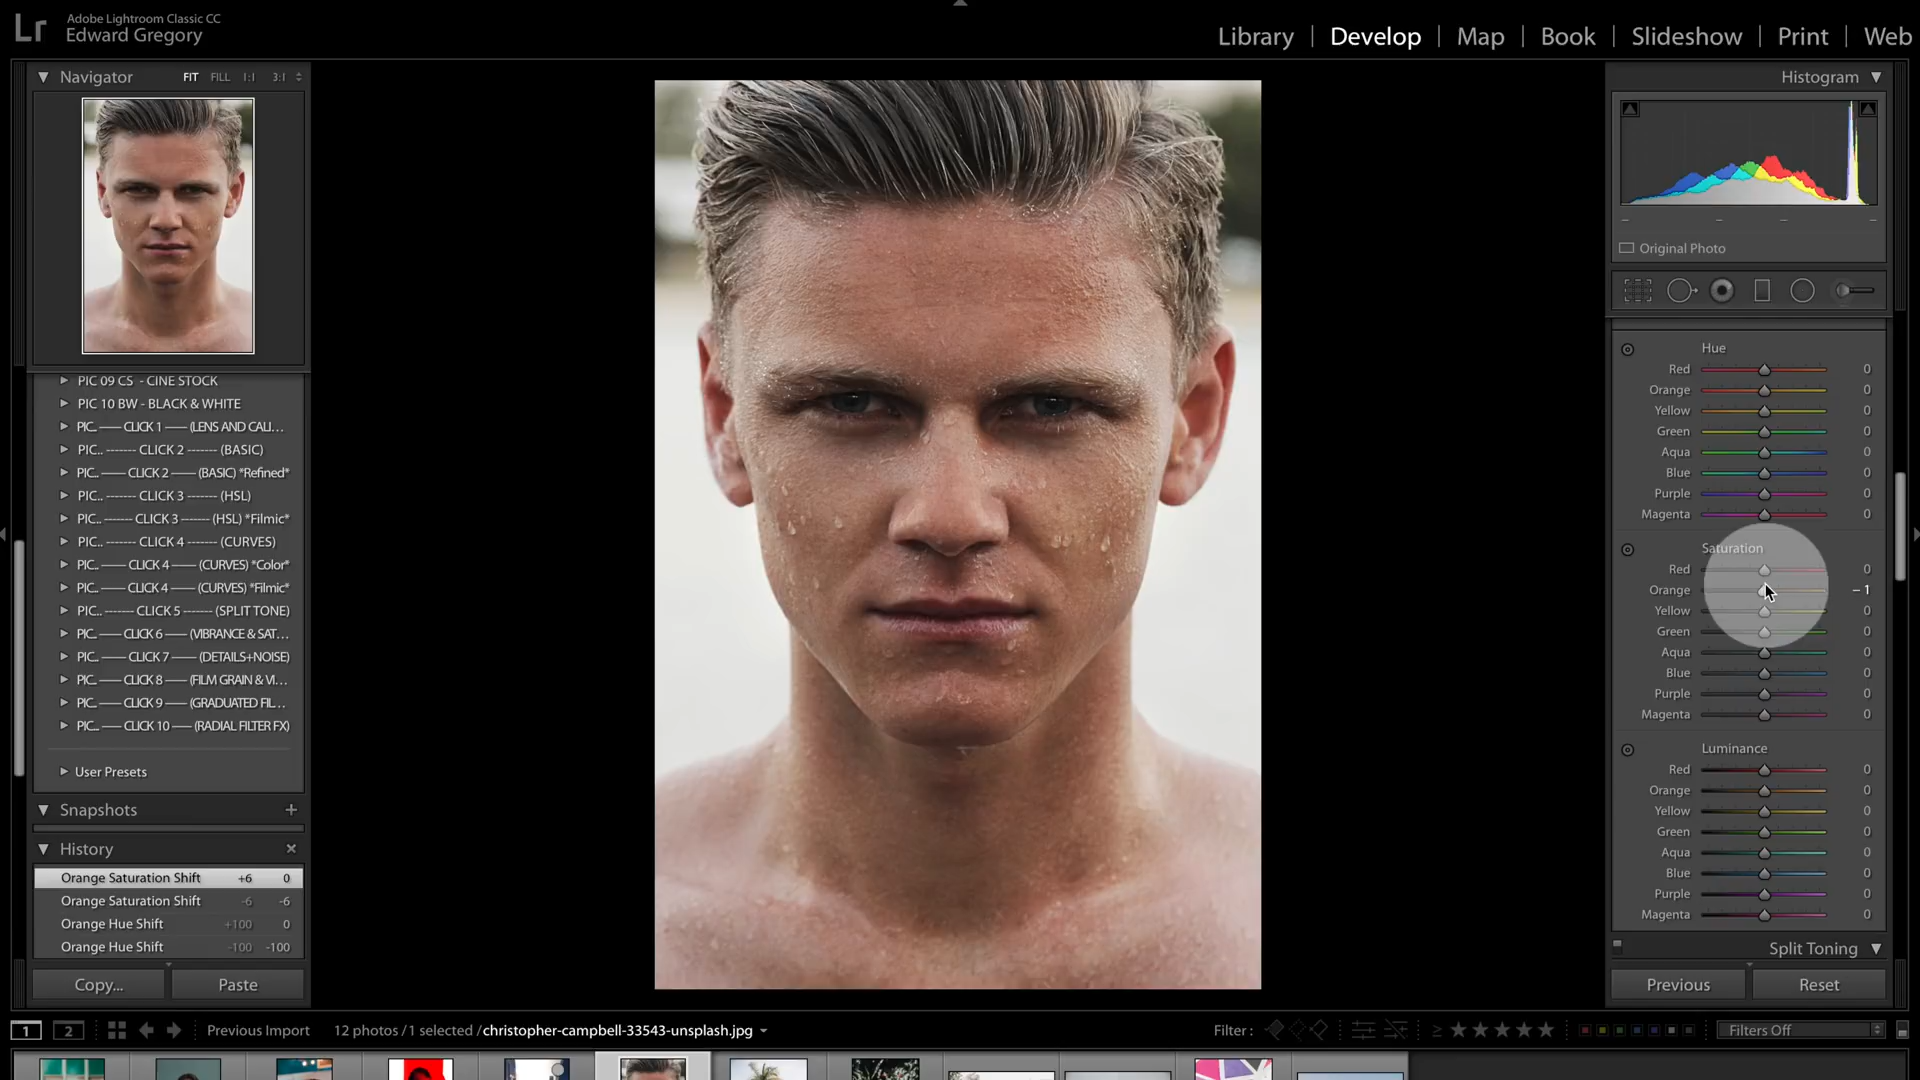 Lr
Adobe Lightroom Classic CC
Edward Gregory
Library | Develop | Map | Book | Slideshow | Print | Web
Navigator FIT FILL 1:1 3:1
PIC 09 CS - CINE STOCK
PIC 10 BW - BLACK & WHITE
PIC.. —— CLICK 1 —— (LENS AND CALI...
PIC.. ------- CLICK 2 ------- (BASIC)
PIC.. —— CLICK 2 —— (BASIC) *Refined*
PIC.. ------- CLICK 3 ------- (HSL)
PIC.. ------- CLICK 3 ------- (HSL) *Filmic*
PIC.. ------- CLICK 4 ------- (CURVES)
PIC.. —— CLICK 4 —— (CURVES) *Color*
PIC.. —— CLICK 4 —— (CURVES) *Filmic*
PIC.. ------- CLICK 5 ------- (SPLIT TONE)
PIC.. —— CLICK 6 —— (VIBRANCE & SAT...
PIC.. —— CLICK 7 —— (DETAILS+NOISE)
PIC.. —— CLICK 8 —— (FILM GRAIN & VI...
PIC.. —— CLICK 9 —— (GRADUATED FIL...
PIC.. —— CLICK 10 —— (RADIAL FILTER FX)
User Presets
Snapshots +
History ×
Orange Saturation Shift +6 0
Orange Saturation Shift -6 -6
Orange Hue Shift +100 0
Orange Hue Shift -100 -100
Copy... Paste
Histogram
Original Photo
Hue
Red 0
Orange 0
Yellow 0
Green 0
Aqua 0
Blue 0
Purple 0
Magenta 0
Saturation
Red 0
Orange – 1
Yellow 0
Green 0
Aqua 0
Blue 0
Purple 0
Magenta 0
Luminance
Red 0
Orange 0
Yellow 0
Green 0
Aqua 0
Blue 0
Purple 0
Magenta 0
Split Toning
Previous Reset
1 2 Previous Import 12 photos / 1 selected / christopher-campbell-33543-unsplash.jpg Filter : ≥ Filters Off